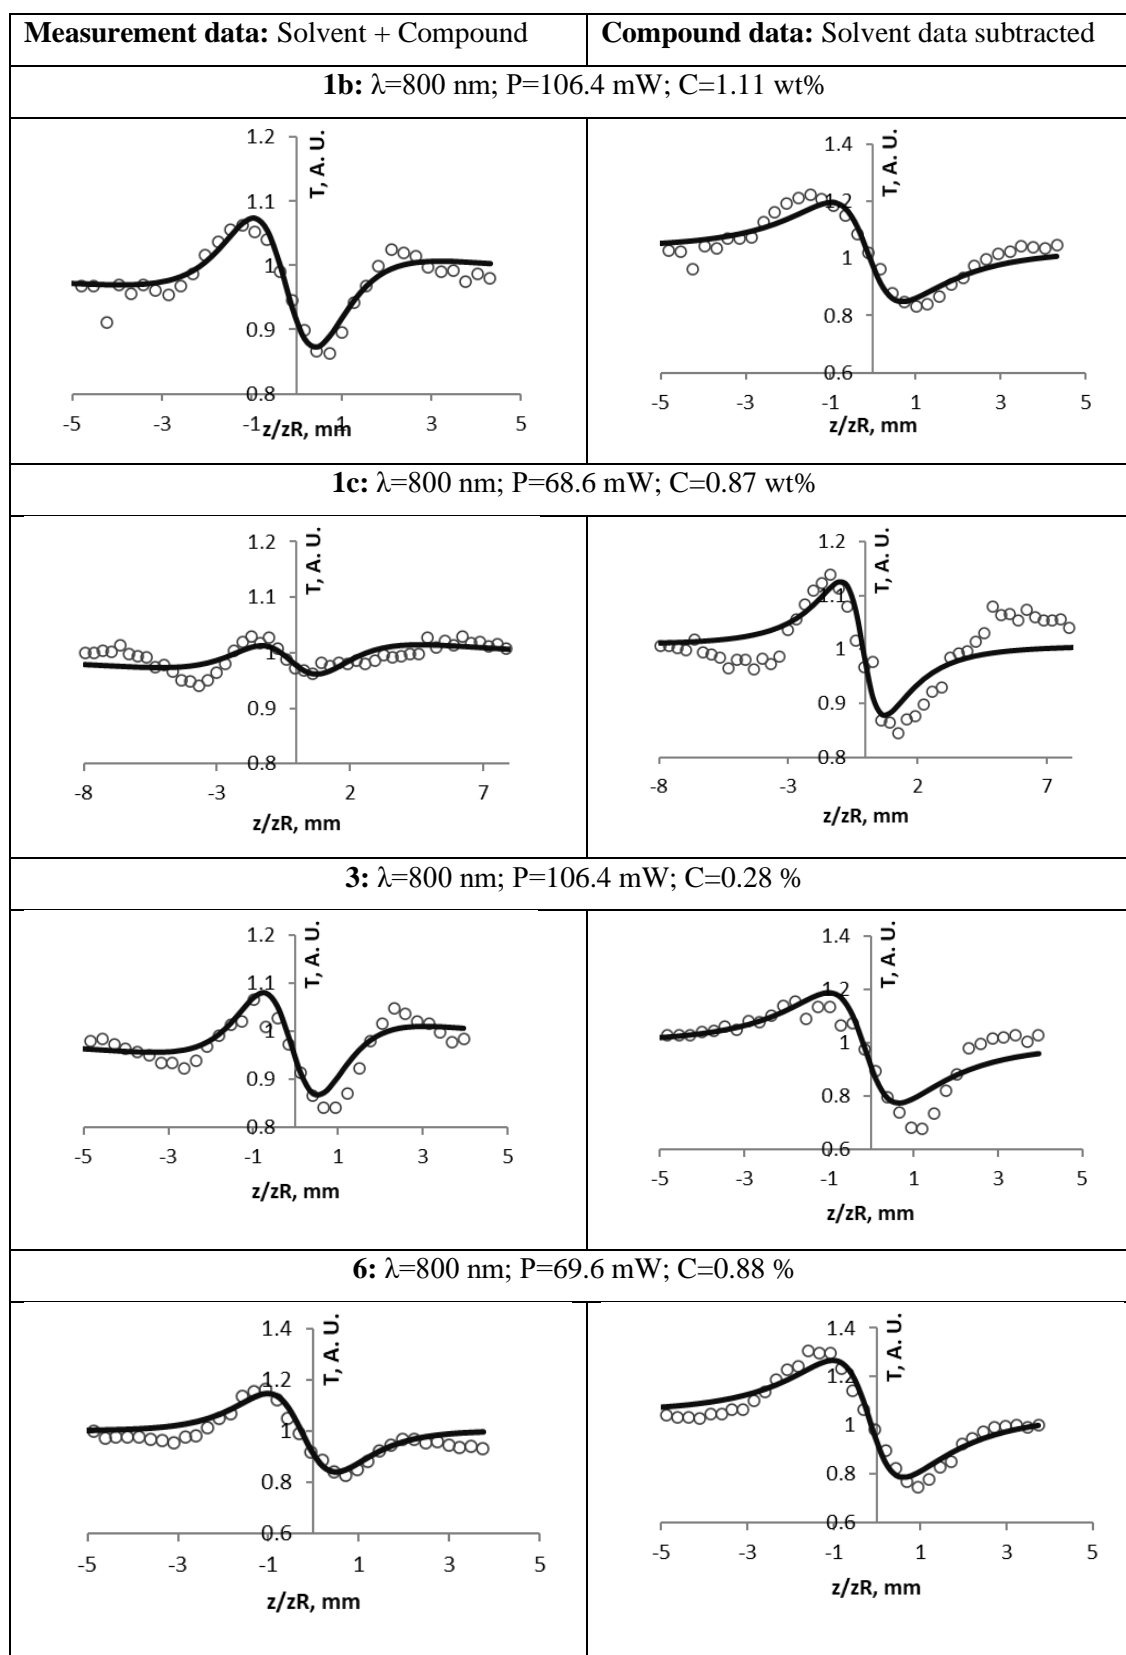 Measurement data: Solvent + Compound
Compound data: Solvent data subtracted
1b: λ=800 nm; P=106.4 mW; C=1.11 wt%
1.2
1.1
1
0.9
0.8
T, A. U.
-5 -3 -1 1 3 5
z/zR, mm
1.4
1.2
1
0.8
0.6
T, A. U.
-5 -3 -1 1 3 5
z/zR, mm
1c: λ=800 nm; P=68.6 mW; C=0.87 wt%
1.2
1.1
1
0.9
0.8
T, A. U.
-8 -3 2 7
z/zR, mm
1.2
1.1
1
0.9
0.8
T, A. U.
-8 -3 2 7
z/zR, mm
3: λ=800 nm; P=106.4 mW; C=0.28 %
1.2
1.1
1
0.9
0.8
T, A. U.
-5 -3 -1 1 3 5
z/zR, mm
1.4
1.2
1
0.8
0.6
T, A. U.
-5 -3 -1 1 3 5
z/zR, mm
6: λ=800 nm; P=69.6 mW; C=0.88 %
1.4
1.2
1
0.8
0.6
T, A. U.
-5 -3 -1 1 3 5
z/zR, mm
1.4
1.2
1
0.8
0.6
T, A. U.
-5 -3 -1 1 3 5
z/zR, mm